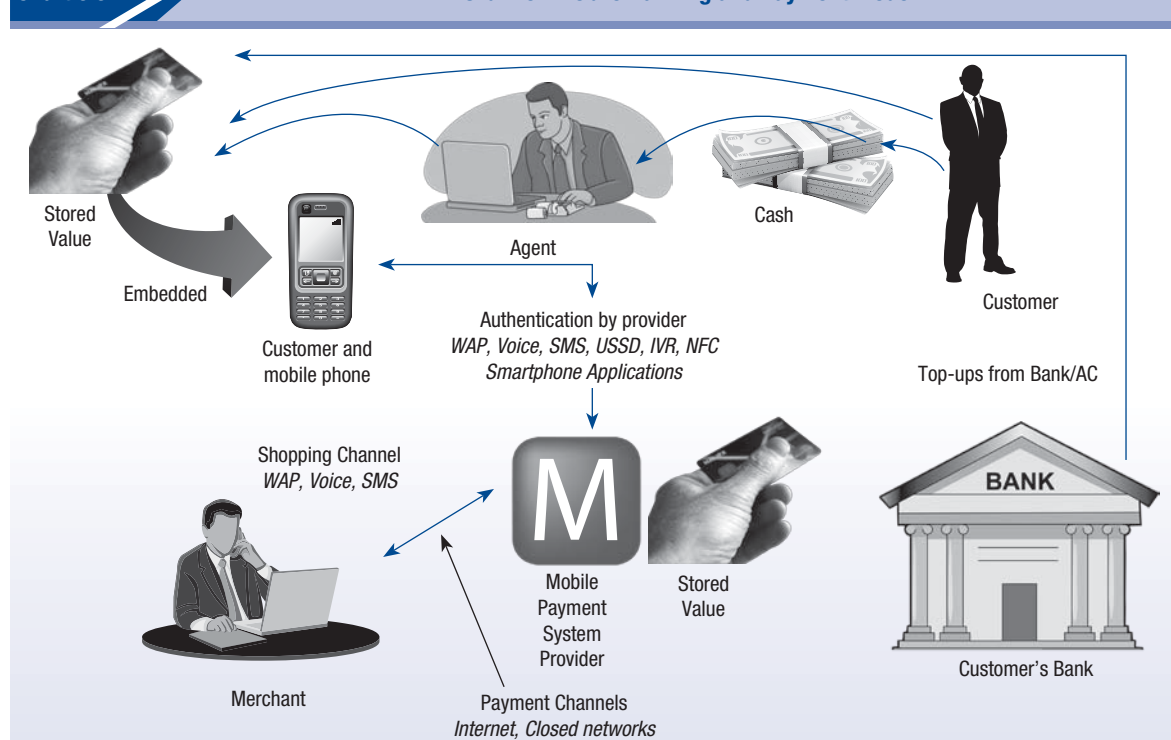 Stored
Value
Embedded
Customer and
mobile phone
Agent
Cash
Customer
Authentication by provider
WAP, Voice, SMS, USSD, IVR, NFC
Smartphone Applications
Top-ups from Bank/AC
Shopping Channel
WAP, Voice, SMS
M
BANK
Mobile
Payment
System
Provider
Stored
Value
Customer's Bank
Merchant
Payment Channels
Internet, Closed networks